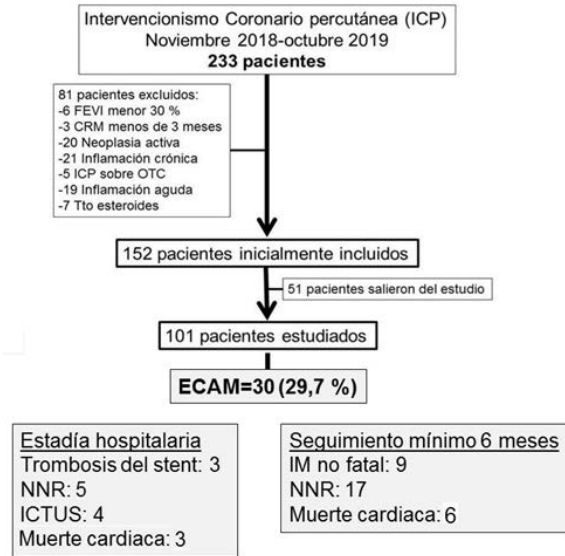 Intervencionismo Coronario percutánea (ICP)
Noviembre 2018-octubre 2019
233 pacientes
81 pacientes excluidos:
-6 FEVI menor 30 %
-3 CRM menos de 3 meses
-20 Neoplasia activa
-21 Inflamación crónica
-5 ICP sobre OTC
-19 Inflamación aguda
-7 Tto esteroides
152 pacientes inicialmente incluidos
51 pacientes salieron del estudio
101 pacientes estudiados
ECAM=30 (29,7 %)
Estadía hospitalaria
Trombosis del stent: 3
NNR: 5
ICTUS: 4
Muerte cardiaca: 3
Seguimiento mínimo 6 meses
IM no fatal: 9
NNR: 17
Muerte cardiaca: 6